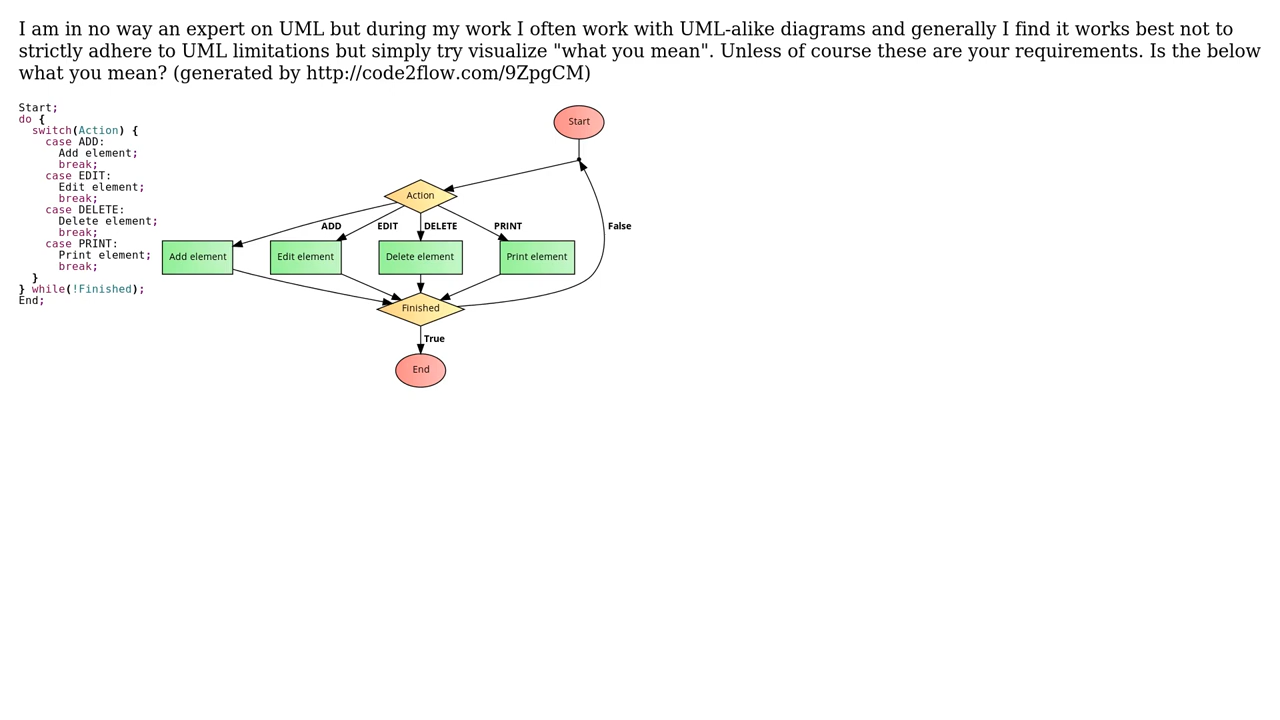 I am in no way an expert on UML but during my work I often work with UML-alike diagrams and generally I find it works best not to
strictly adhere to UML limitations but simply try visualize "what you mean". Unless of course these are your requirements. Is the below
what you mean? (generated by http://code2flow.com/9ZpgCM)
Start;
do {
  switch(Action) {
    case ADD:
      Add element;
      break;
    case EDIT:
      Edit element;
      break;
    case DELETE:
      Delete element;
      break;
    case PRINT:
      Print element;
      break;
  }
} while(!Finished);
End;
Start
Action
ADD
EDIT
DELETE
PRINT
False
Add element
Edit element
Delete element
Print element
Finished
True
End